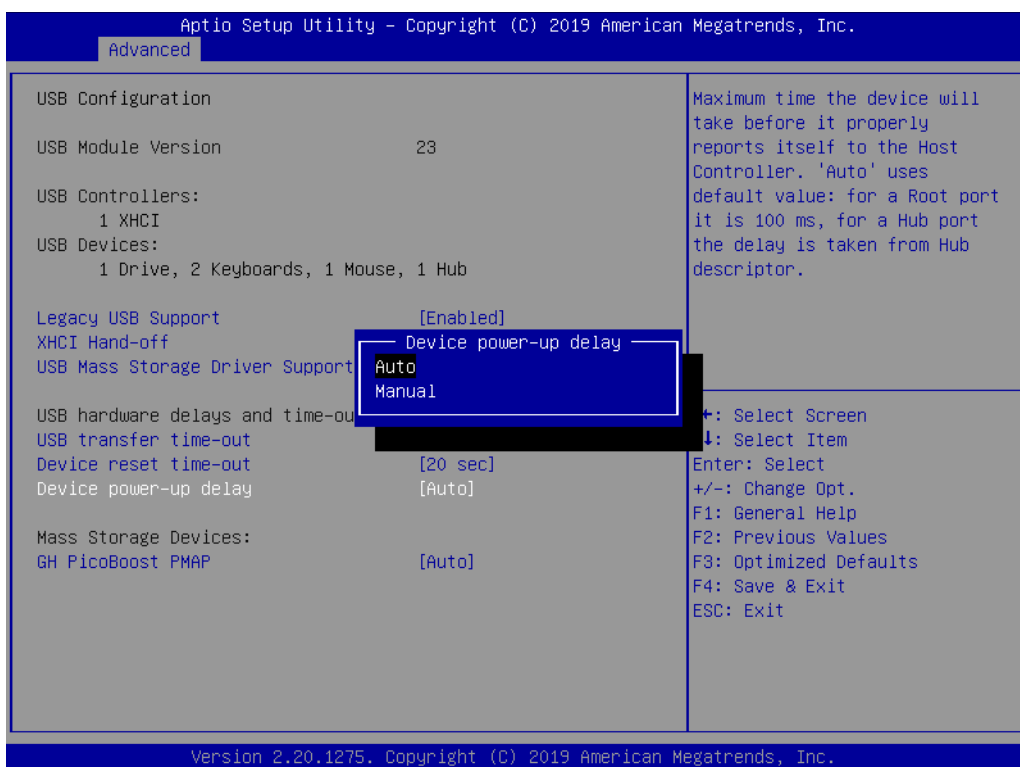 Aptio Setup Utility – Copyright (C) 2019 American Megatrends, Inc.
Advanced
USB Configuration
USB Module Version 23
USB Controllers:
1 XHCI
USB Devices:
1 Drive, 2 Keyboards, 1 Mouse, 1 Hub
Legacy USB Support [Enabled]
XHCI Hand-off
USB Mass Storage Driver Support
USB hardware delays and time-ou
USB transfer time-out
Device reset time-out [20 sec]
Device power-up delay [Auto]
Mass Storage Devices:
GH PicoBoost PMAP [Auto]
Device power-up delay
Auto
Manual
Maximum time the device will
take before it properly
reports itself to the Host
Controller. 'Auto' uses
default value: for a Root port
it is 100 ms, for a Hub port
the delay is taken from Hub
descriptor.
: Select Screen
: Select Item
Enter: Select
+/-: Change Opt.
F1: General Help
F2: Previous Values
F3: Optimized Defaults
F4: Save & Exit
ESC: Exit
Version 2.20.1275. Copyright (C) 2019 American Megatrends, Inc.